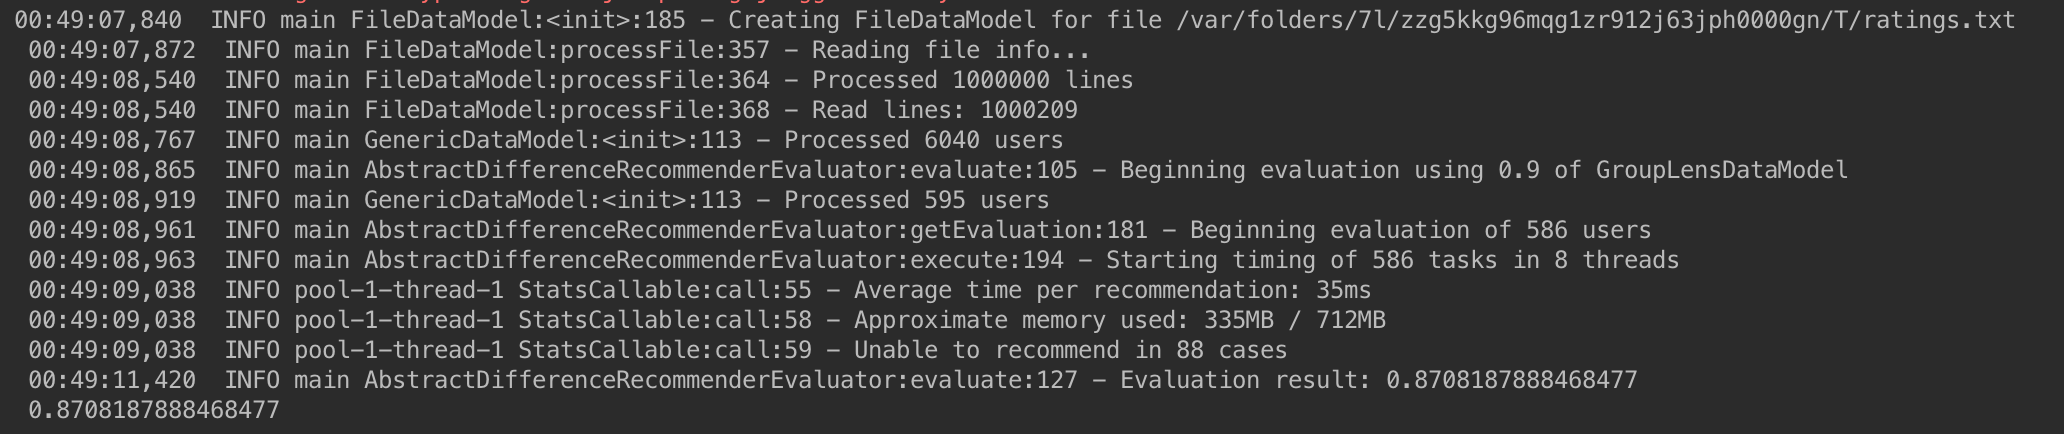 00:49:07,840  INFO main FileDataModel:<init>:185 – Creating FileDataModel for file /var/folders/7l/zzg5kkg96mqg1zr912j63jph0000gn/T/ratings.txt
00:49:07,872  INFO main FileDataModel:processFile:357 – Reading file info...
00:49:08,540  INFO main FileDataModel:processFile:364 – Processed 1000000 lines
00:49:08,540  INFO main FileDataModel:processFile:368 – Read lines: 1000209
00:49:08,767  INFO main GenericDataModel:<init>:113 – Processed 6040 users
00:49:08,865  INFO main AbstractDifferenceRecommenderEvaluator:evaluate:105 – Beginning evaluation using 0.9 of GroupLensDataModel
00:49:08,919  INFO main GenericDataModel:<init>:113 – Processed 595 users
00:49:08,961  INFO main AbstractDifferenceRecommenderEvaluator:getEvaluation:181 – Beginning evaluation of 586 users
00:49:08,963  INFO main AbstractDifferenceRecommenderEvaluator:execute:194 – Starting timing of 586 tasks in 8 threads
00:49:09,038  INFO pool–1–thread–1 StatsCallable:call:55 – Average time per recommendation: 35ms
00:49:09,038  INFO pool–1–thread–1 StatsCallable:call:58 – Approximate memory used: 335MB / 712MB
00:49:09,038  INFO pool–1–thread–1 StatsCallable:call:59 – Unable to recommend in 88 cases
00:49:11,420  INFO main AbstractDifferenceRecommenderEvaluator:evaluate:127 – Evaluation result: 0.8708187888468477
0.8708187888468477